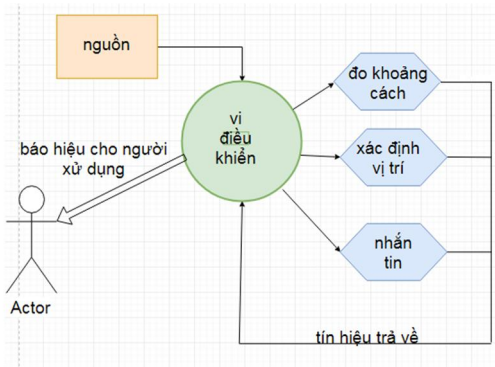 nguồn
đo khoảng
cách
vi
điều
khiển
báo hiệu cho người
xử dụng
xác định
vị trí
nhắn
tin
Actor
tín hiệu trả về